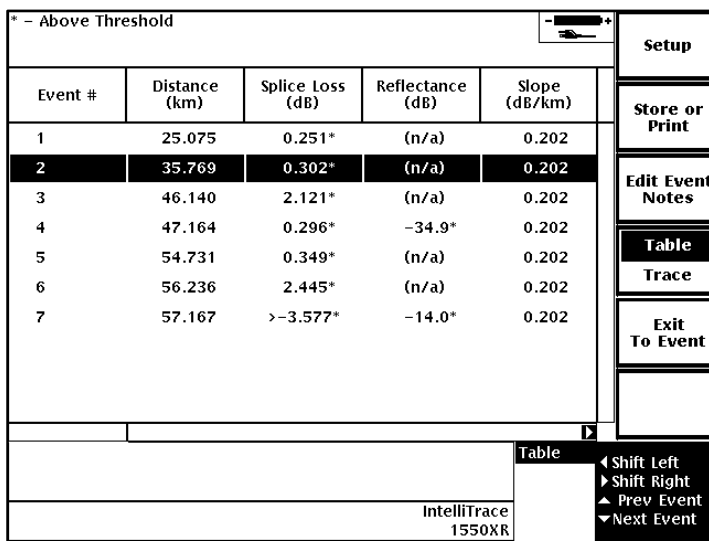 * – Above Threshold
- +
Event # Distance (km) Splice Loss (dB) Reflectance (dB) Slope (dB/km)
1 25.075 0.251* (n/a) 0.202
2 35.769 0.302* (n/a) 0.202
3 46.140 2.121* (n/a) 0.202
4 47.164 0.296* -34.9* 0.202
5 54.731 0.349* (n/a) 0.202
6 56.236 2.445* (n/a) 0.202
7 57.167 >-3.577* -14.0* 0.202
Setup
Store or
Print
Edit Event
Notes
Table
Trace
Exit
To Event
Table
Shift Left
Shift Right
Prev Event
Next Event
IntelliTrace
1550XR